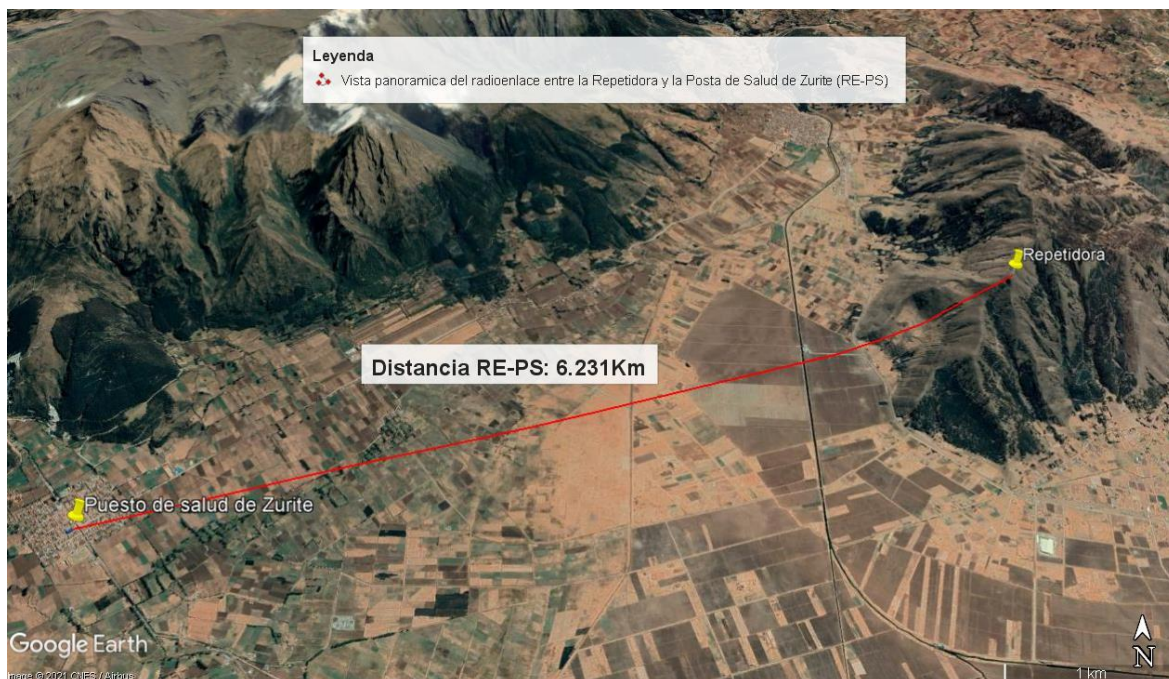 Leyenda
Vista panoramica del radioenlace entre la Repetidora y la Posta de Salud de Zurite (RE-PS)
Repetidora
Distancia RE-PS: 6.231Km
Puesto de salud de Zurite
Google Earth
N
Image © 2021 CNES / Airbus
1 km